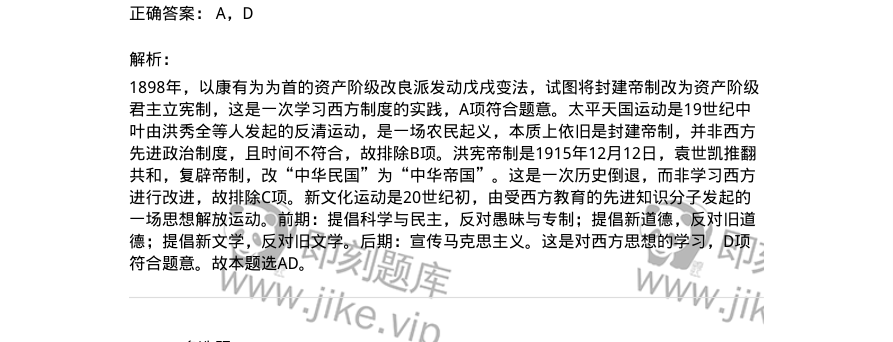 正确答案： A，D
解析：
1898年，以康有为为首的资产阶级改良派发动戊戌变法，试图将封建帝制改为资产阶级
君主立宪制，这是一次学习西方制度的实践，A项符合题意。太平天国运动是19世纪中
叶由洪秀全等人发起的反清运动，是一场农民起义，本质上依旧是封建帝制，并非西方
先进政治制度，且时间不符合，故排除B项。洪宪帝制是1915年12月12日，袁世凯推翻
共和，复辟帝制，改“中华民国”为“中华帝国”。这是一次历史倒退，而非学习西方
进行改进，故排除C项。新文化运动是20世纪初，由受西方教育的先进知识分子发起的
一场思想解放运动。前期：提倡科学与民主，反对愚昧与专制；提倡新道德，反对旧道
德；提倡新文学，反对旧文学。后期：宣传马克思主义。这是对西方思想的学习，D项
符合题意。故本题选AD。
即刻题库
www.jike.vip
即刻题
www.jik